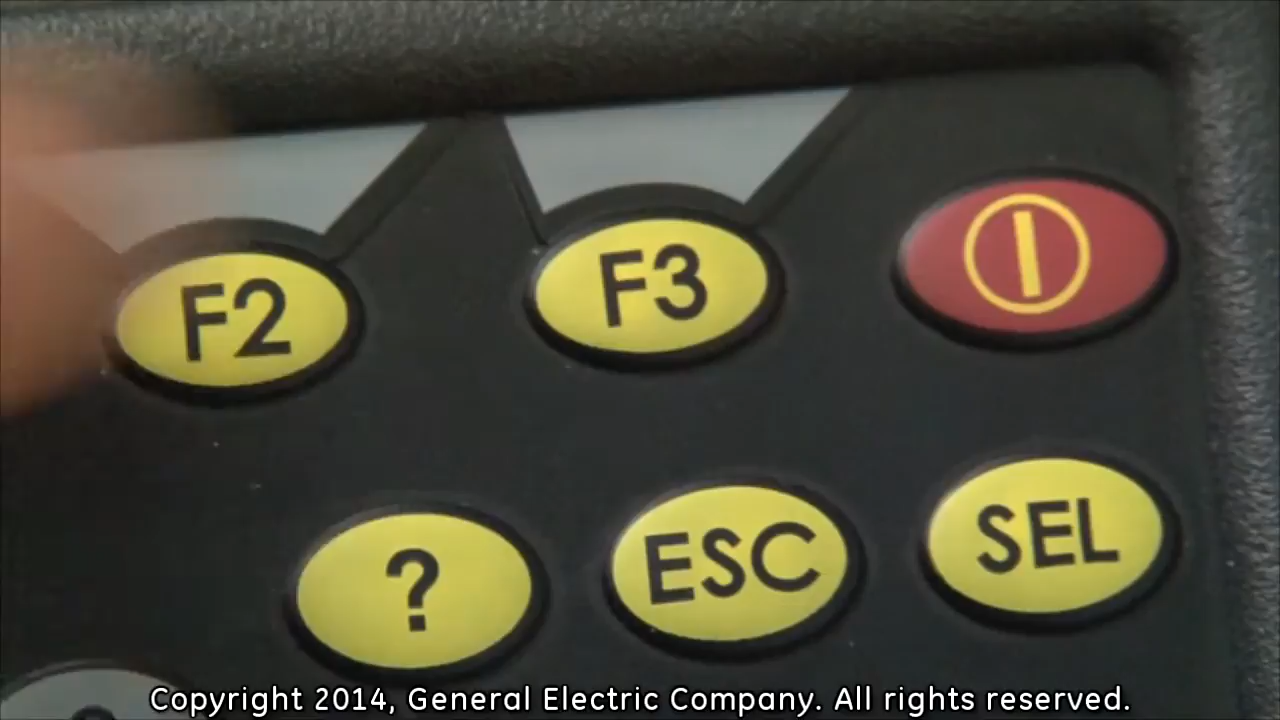 F2
F3
?
ESC
SEL
Copyright 2014, General Electric Company. All rights reserved.